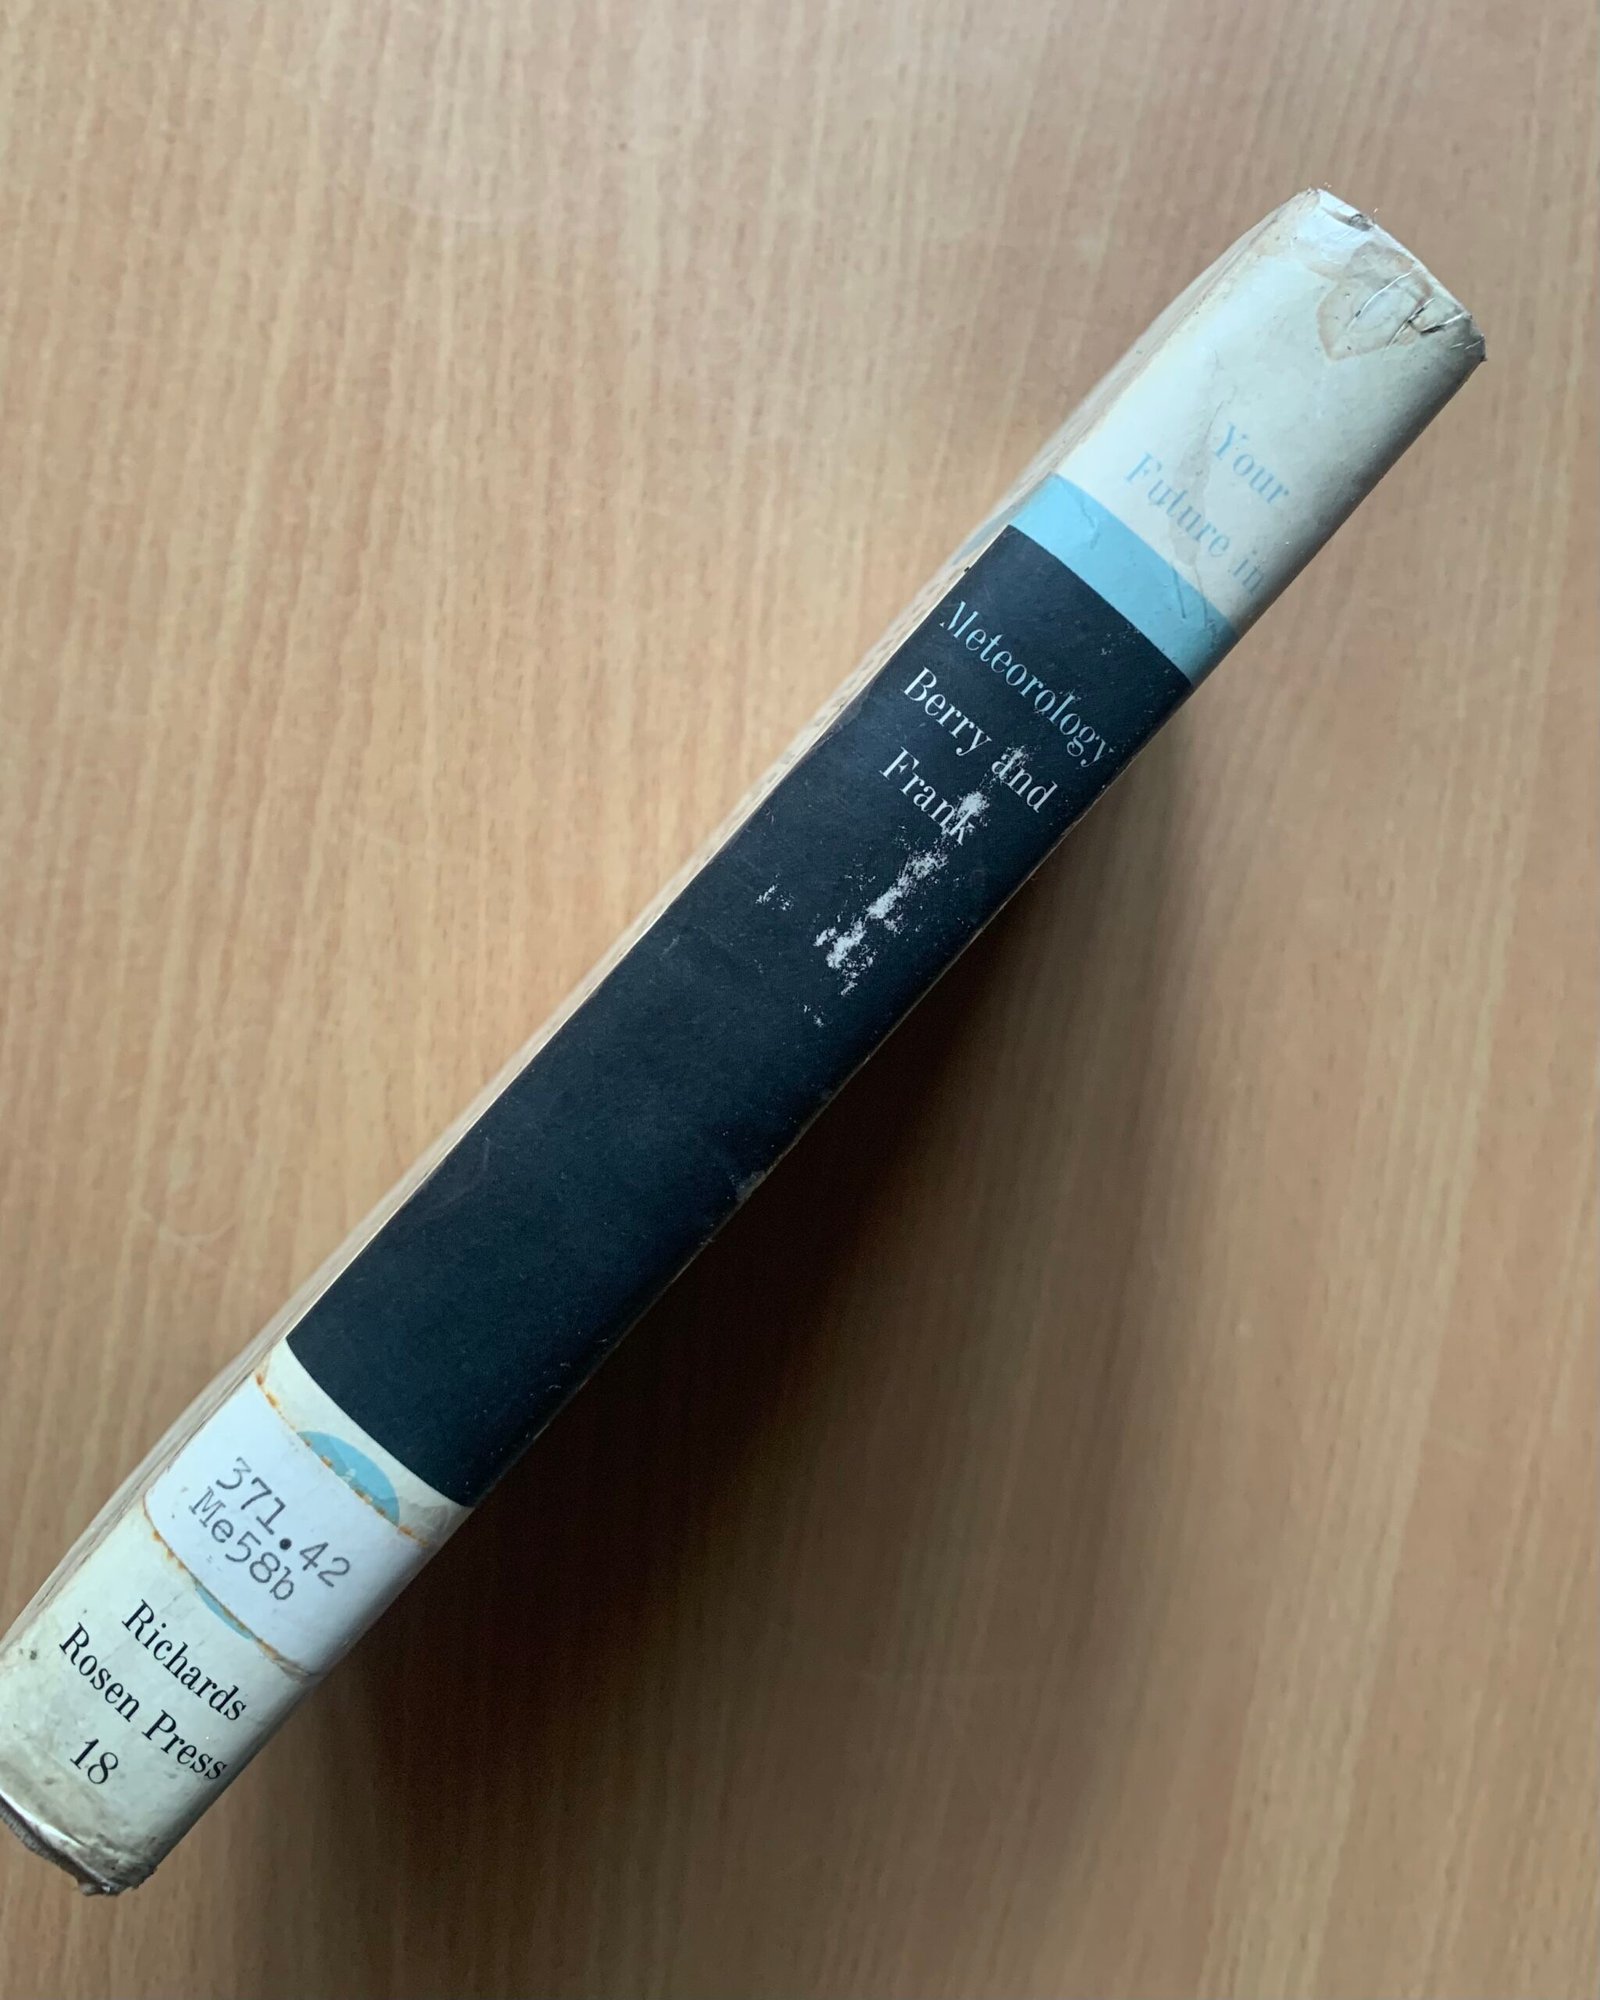 Your
Future in
Meteorology
Berry and
Frank
371.42
Me58b
Richards
Rosen Press
18